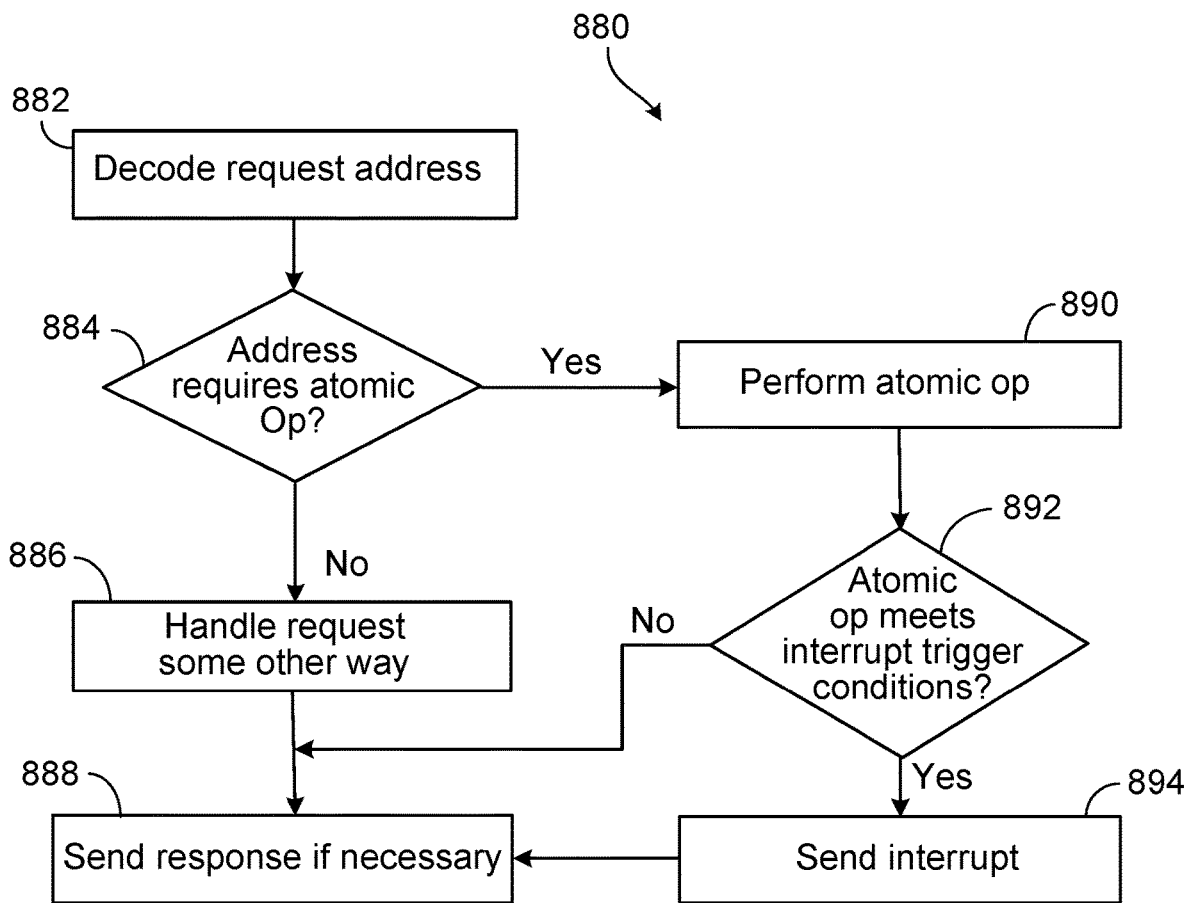 880
882
Decode request address
884
Address
requires atomic
Op?
Yes
890
Perform atomic op
No
886
Handle request
some other way
892
Atomic
op meets
interrupt trigger
conditions?
No
Yes
888
Send response if necessary
894
Send interrupt